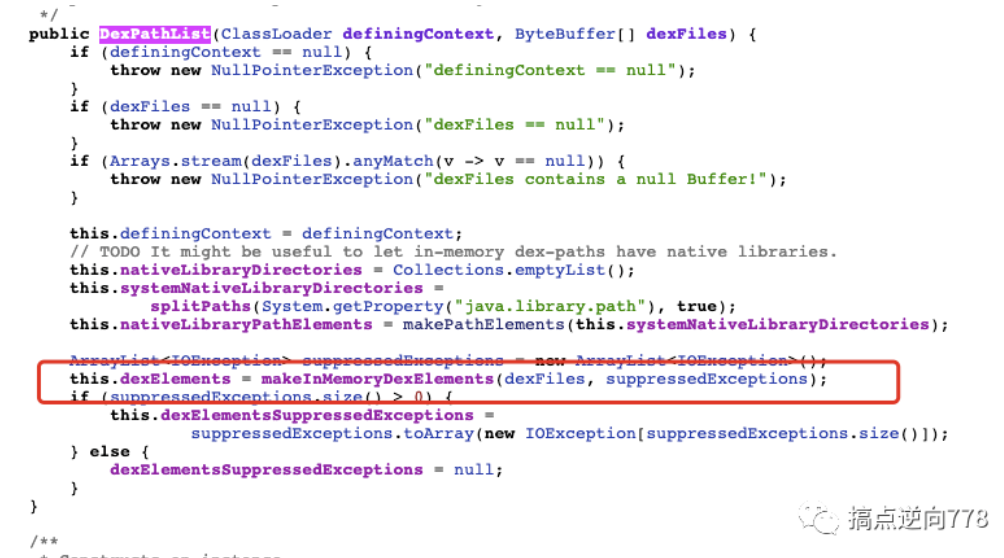 */
public DexPathList(ClassLoader definingContext, ByteBuffer[] dexFiles) {
    if (definingContext == null) {
        throw new NullPointerException("definingContext == null");
    }
    if (dexFiles == null) {
        throw new NullPointerException("dexFiles == null");
    }
    if (Arrays.stream(dexFiles).anyMatch(v -> v == null)) {
        throw new NullPointerException("dexFiles contains a null Buffer!");
    }

    this.definingContext = definingContext;
    // TODO It might be useful to let in-memory dex-paths have native libraries.
    this.nativeLibraryDirectories = Collections.emptyList();
    this.systemNativeLibraryDirectories =
            splitPaths(System.getProperty("java.library.path"), true);
    this.nativeLibraryPathElements = makePathElements(this.systemNativeLibraryDirectories);

    ArrayList<IOException> suppressedExceptions = new ArrayList<IOException>();
    this.dexElements = makeInMemoryDexElements(dexFiles, suppressedExceptions);
    if (suppressedExceptions.size() > 0) {
        this.dexElementsSuppressedExceptions =
                suppressedExceptions.toArray(new IOException[suppressedExceptions.size()]);
    } else {
        dexElementsSuppressedExceptions = null;
    }
}
搞点逆向778
/**